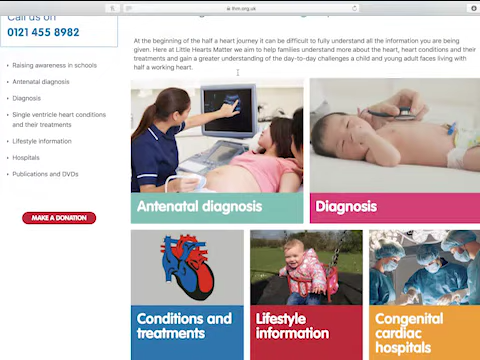 lhm.org.uk
Call us on
0121 455 8982
Raising awareness in schools
Antenatal diagnosis
Diagnosis
Single ventricle heart conditions
and their treatments
Lifestyle information
Hospitals
Publications and DVDs
MAKE A DONATION
At the beginning of the half a heart journey it can be difficult to fully understand all the information you are being
given. Here at Little Hearts Matter we aim to help families understand more about the heart, heart conditions and their
treatments and gain a greater understanding of the day-to-day challenges a child and young adult faces living with
half a working heart.
Antenatal diagnosis
Diagnosis
Conditions and
treatments
Lifestyle
information
Congenital
cardiac
hospitals